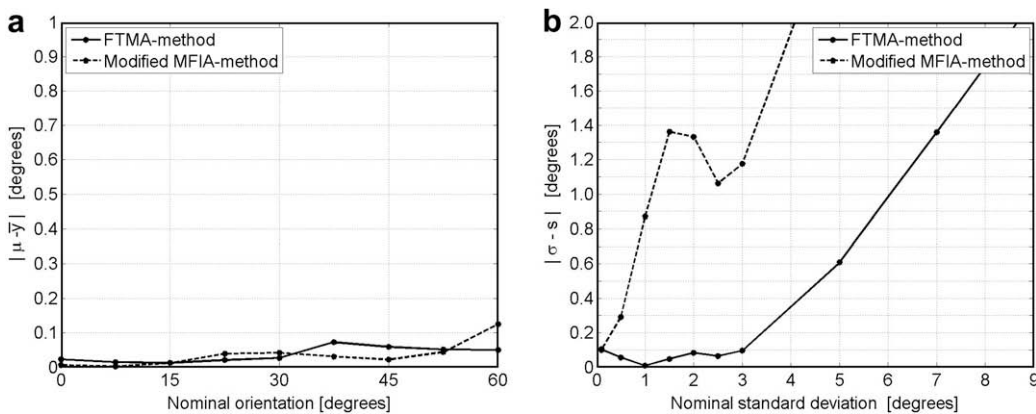 a
1
0.9
0.8
0.7
0.6
0.5
0.4
0.3
0.2
0.1
0
| μ -y̅ | [degrees]
FTMA-method
Modified MFIA-method
0 15 30 45 60
Nominal orientation [degrees]
b
2.0
1.8
1.6
1.4
1.2
1.0
0.8
0.6
0.4
0.2
0
| σ - s | [degrees]
FTMA-method
Modified MFIA-method
0 1 2 3 4 5 6 7 8 9
Nominal standard deviation [degrees]